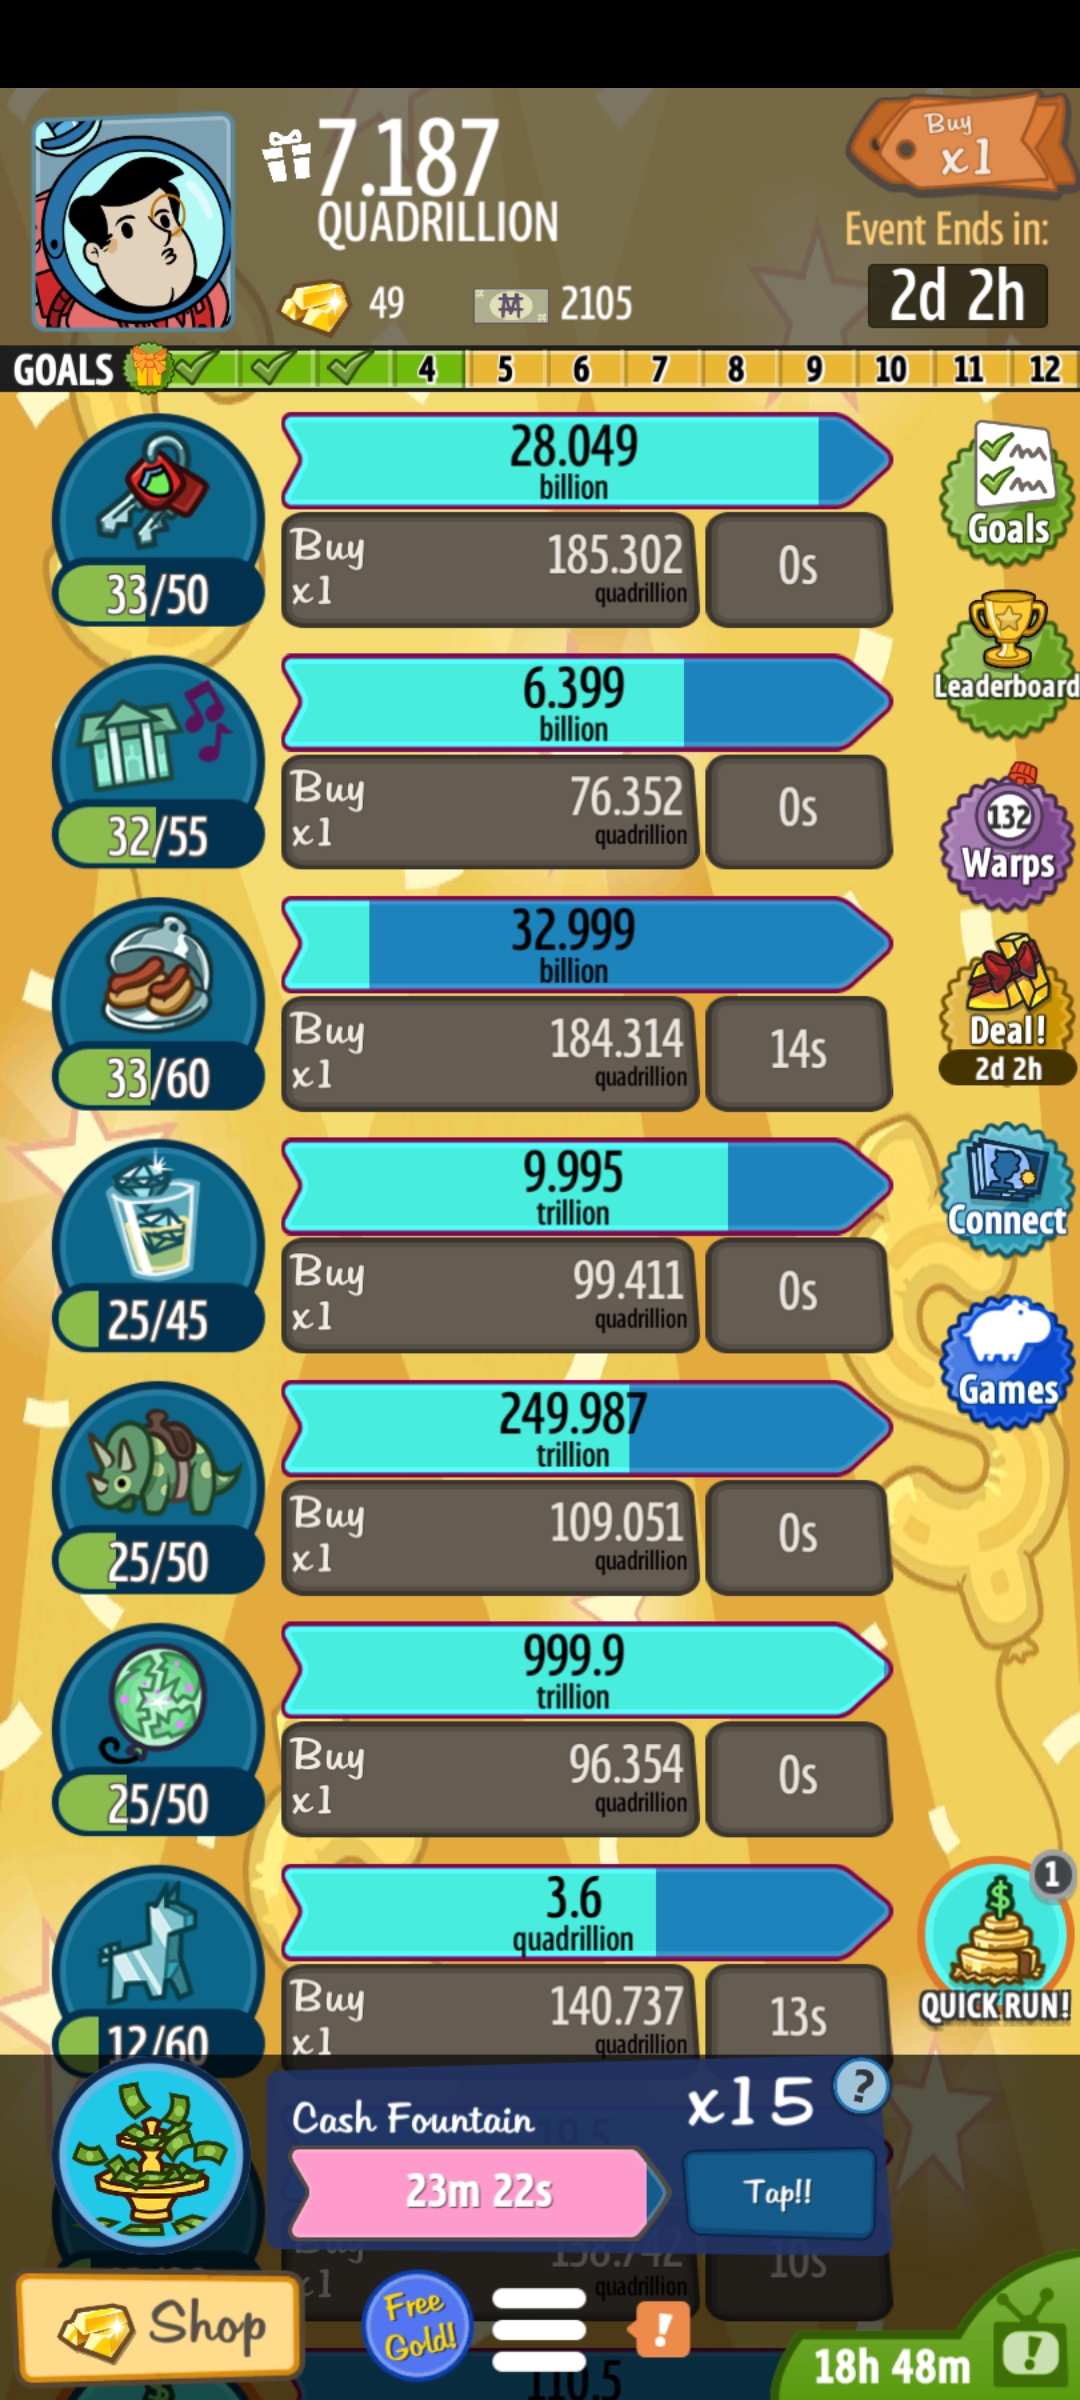 7.187
QUADRILLION
Buy
x1
Event Ends in:
2d 2h
49
2105
GOALS
4
5
6
7
8
9
10
11
12
28.049
billion
33/50
Buy
x1
185.302
quadrillion
0s
Goals
6.399
billion
32/55
Buy
x1
76.352
quadrillion
0s
Leaderboard
132
Warps
32.999
billion
33/60
Buy
x1
184.314
quadrillion
14s
Deal!
2d 2h
9.995
trillion
25/45
Buy
x1
99.411
quadrillion
0s
Connect
249.987
trillion
25/50
Buy
x1
109.051
quadrillion
0s
Games
999.9
trillion
25/50
Buy
x1
96.354
quadrillion
0s
3.6
quadrillion
12/60
Buy
x1
140.737
quadrillion
13s
1
QUICK RUN!
Cash Fountain
x15
?
23m 22s
Tap!!
Buy
x1
quadrillion
10s
Shop
Free
Gold!
!
18h 48m
!
110.5